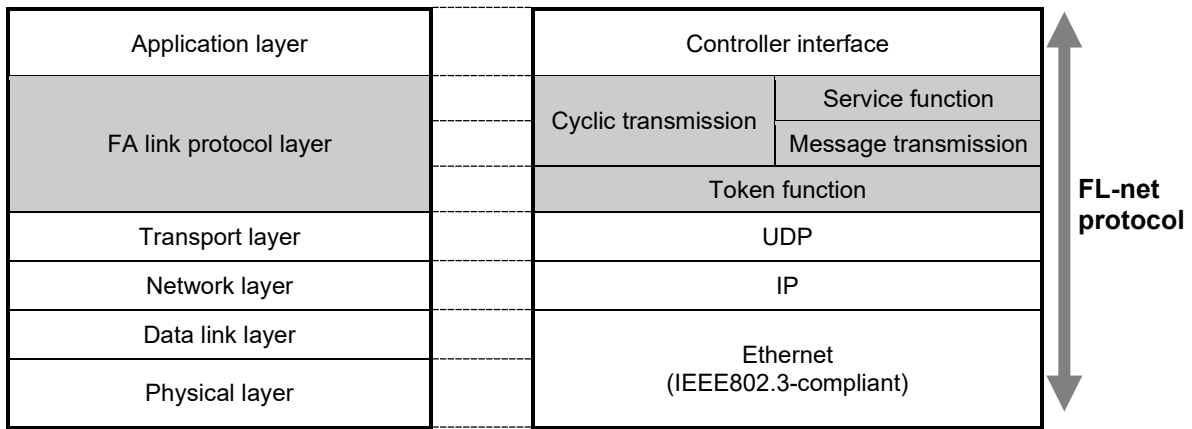 Application layer
Controller interface
FA link protocol layer
Cyclic transmission
Service function
Message transmission
Token function
Transport layer
UDP
Network layer
IP
Data link layer
Physical layer
Ethernet
(IEEE802.3-compliant)
FL-net
protocol